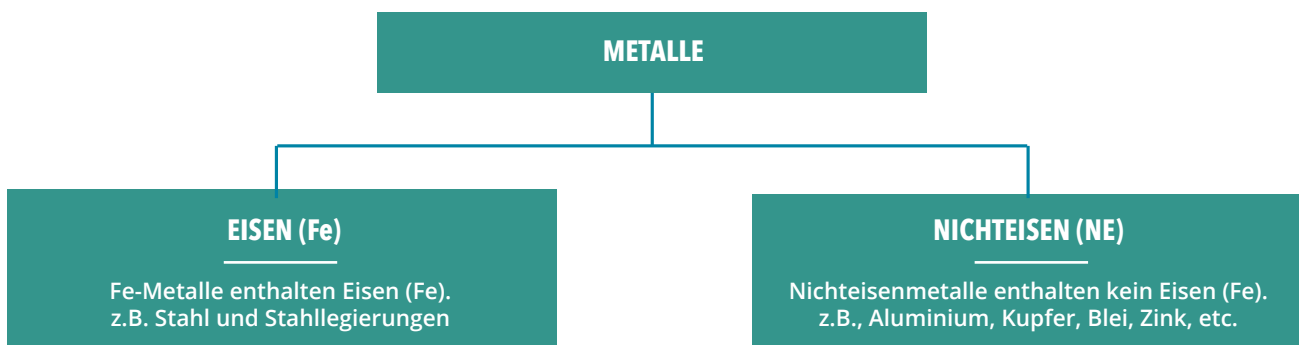 METALLE
EISEN (Fe)
Fe-Metalle enthalten Eisen (Fe).
z.B. Stahl und Stahllegierungen
NICHTEISEN (NE)
Nichteisenmetalle enthalten kein Eisen (Fe).
z.B., Aluminium, Kupfer, Blei, Zink, etc.